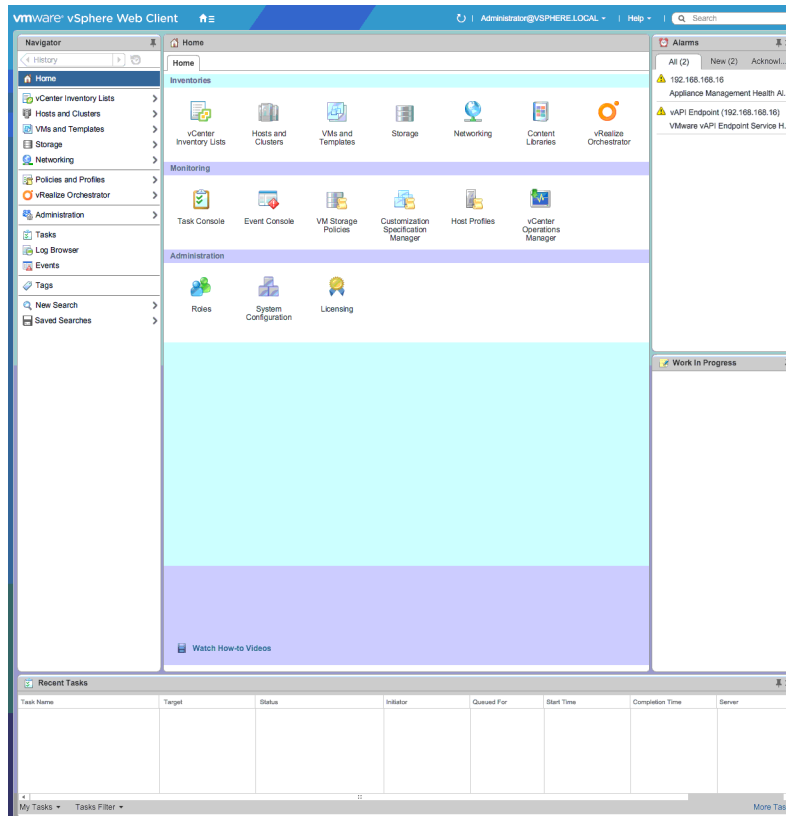 vmware® vSphere Web Client
Administrator@VSPHERE.LOCAL
Help
Search
Navigator
History
Home
vCenter Inventory Lists
Hosts and Clusters
VMs and Templates
Storage
Networking
Policies and Profiles
vRealize Orchestrator
Administration
Tasks
Log Browser
Events
Tags
New Search
Saved Searches
Home
Home
Inventories
vCenter Inventory Lists
Hosts and Clusters
VMs and Templates
Storage
Networking
Content Libraries
vRealize Orchestrator
Monitoring
Task Console
Event Console
VM Storage Policies
Customization Specification Manager
Host Profiles
vCenter Operations Manager
Administration
Roles
System Configuration
Licensing
Watch How-to Videos
Alarms
All (2) New (2) Acknowl...
192.168.168.16
Appliance Management Health Al...
vAPI Endpoint (192.168.168.16)
VMware vAPI Endpoint Service H...
Work In Progress
Recent Tasks
Task Name Target Status Initiator Queued For Start Time Completion Time Server
My Tasks Tasks Filter More Tas